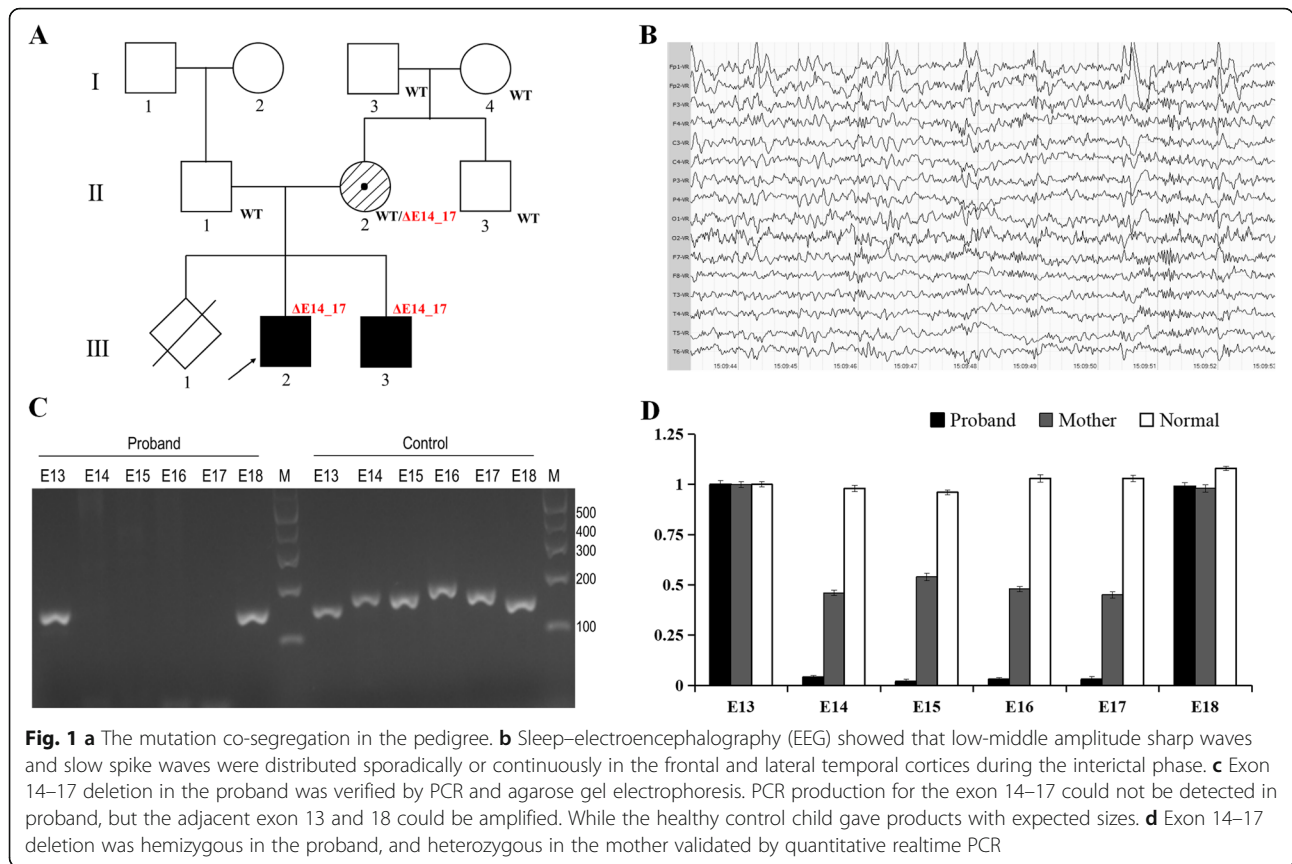 A
I
1
2
3
WT
4
WT
II
1
WT
2
WT/ΔE14_17
3
WT
ΔE14_17
ΔE14_17
III
1
2
3
B
Fp1-VR
Fp2-VR
F3-VR
F4-VR
C3-VR
C4-VR
P3-VR
P4-VR
O1-VR
O2-VR
F7-VR
F8-VR
T3-VR
T4-VR
T5-VR
T6-VR
15:09:44 15:09:45 15:09:46 15:09:47 15:09:48 15:09:49 15:09:50 15:09:51 15:09:52
C
Proband Control
E13 E14 E15 E16 E17 E18 M E13 E14 E15 E16 E17 E18 M
500
400
300
200
100
D
Proband Mother Normal
1.25
1
0.75
0.5
0.25
0
E13 E14 E15 E16 E17 E18
Fig. 1 a The mutation co-segregation in the pedigree. b Sleep–electroencephalography (EEG) showed that low-middle amplitude sharp waves
and slow spike waves were distributed sporadically or continuously in the frontal and lateral temporal cortices during the interictal phase. c Exon
14–17 deletion in the proband was verified by PCR and agarose gel electrophoresis. PCR production for the exon 14–17 could not be detected in
proband, but the adjacent exon 13 and 18 could be amplified. While the healthy control child gave products with expected sizes. d Exon 14–17
deletion was hemizygous in the proband, and heterozygous in the mother validated by quantitative realtime PCR